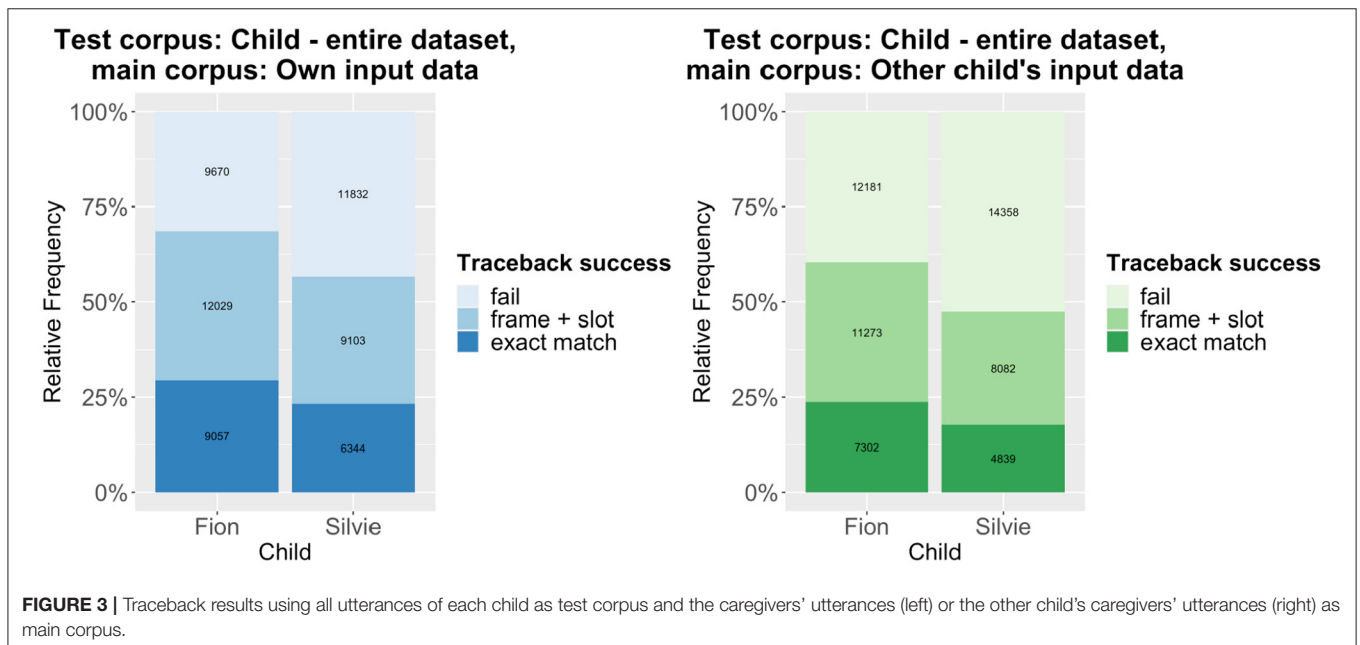 Test corpus: Child - entire dataset,
main corpus: Own input data
100%
75%
50%
25%
0%
Relative Frequency
9670
12029
9057
11832
9103
6344
Fion
Silvie
Child
Traceback success
fail
frame + slot
exact match
Test corpus: Child - entire dataset,
main corpus: Other child's input data
100%
75%
50%
25%
0%
Relative Frequency
12181
11273
7302
14358
8082
4839
Fion
Silvie
Child
Traceback success
fail
frame + slot
exact match
FIGURE 3 | Traceback results using all utterances of each child as test corpus and the caregivers’ utterances (left) or the other child’s caregivers’ utterances (right) as
main corpus.